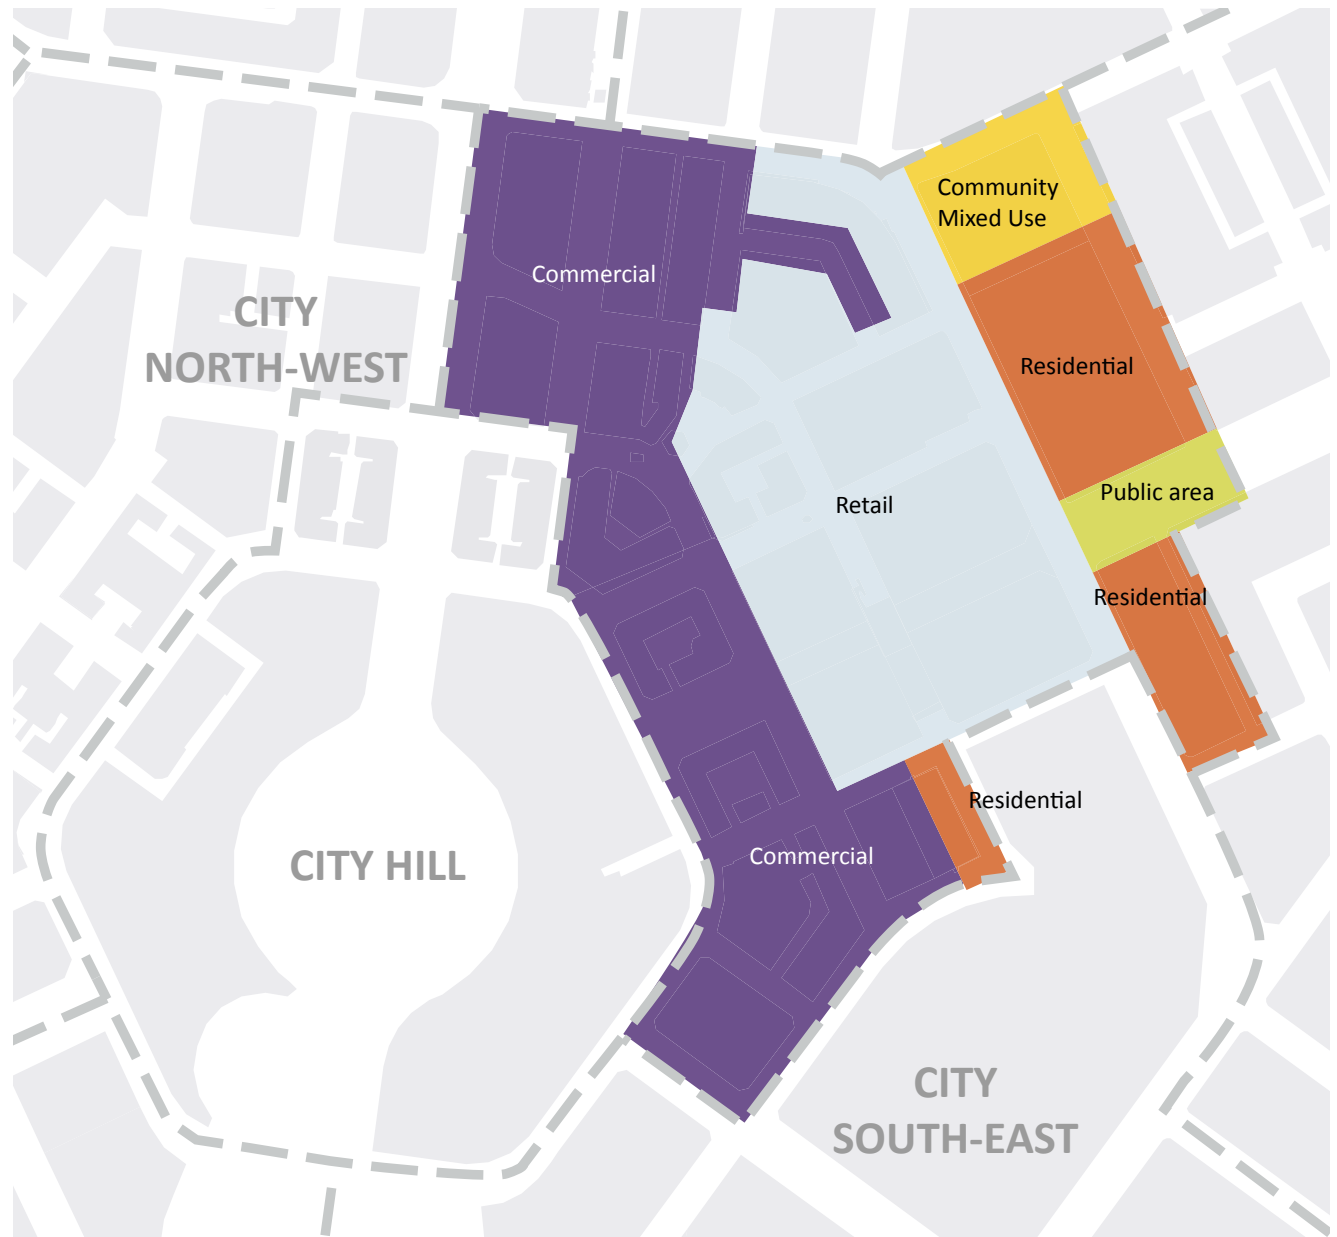 Community
Mixed Use
Commercial
CITY
NORTH-WEST
Residential
Public area
Retail
Residential
Residential
Commercial
CITY HILL
CITY
SOUTH-EAST